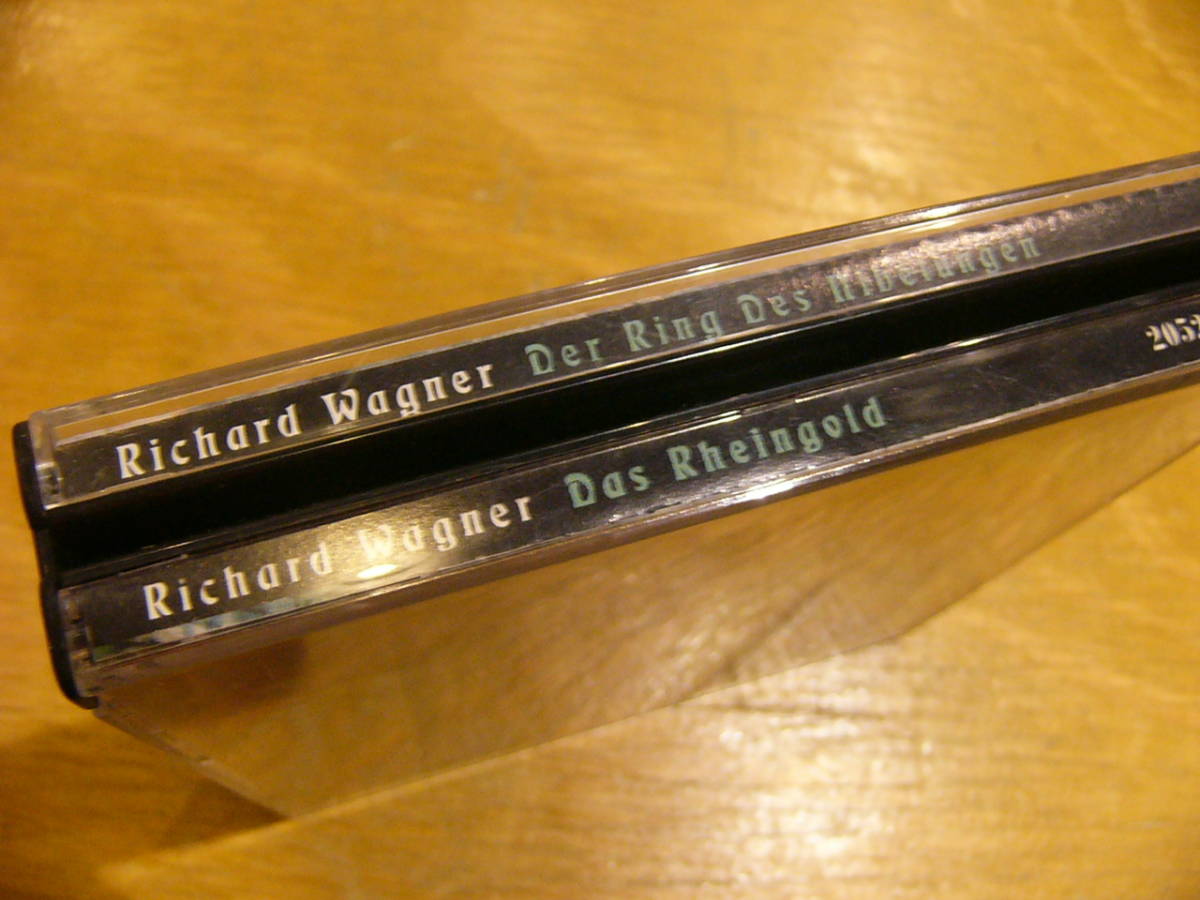 Richard Wagner Der Ring Des Nibelungen
Richard Wagner Das Rheingold